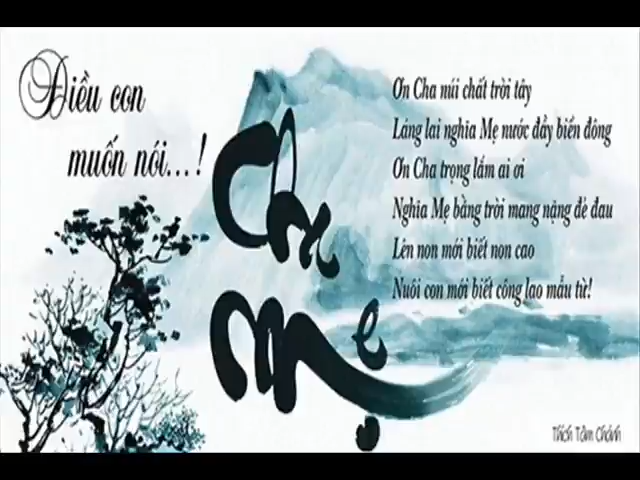 Điều con
muốn nói...!
Cha
Mẹ
Ơn Cha núi chất trời tây
Láng lai nghĩa Mẹ nước đầy biển đông
Ơn Cha trọng lắm ai ơi
Nghĩa Mẹ bằng trời mang nặng đẻ đau
Lên non mới biết non cao
Nuôi con mới biết công lao mẫu từ!
Thích Tâm Chánh